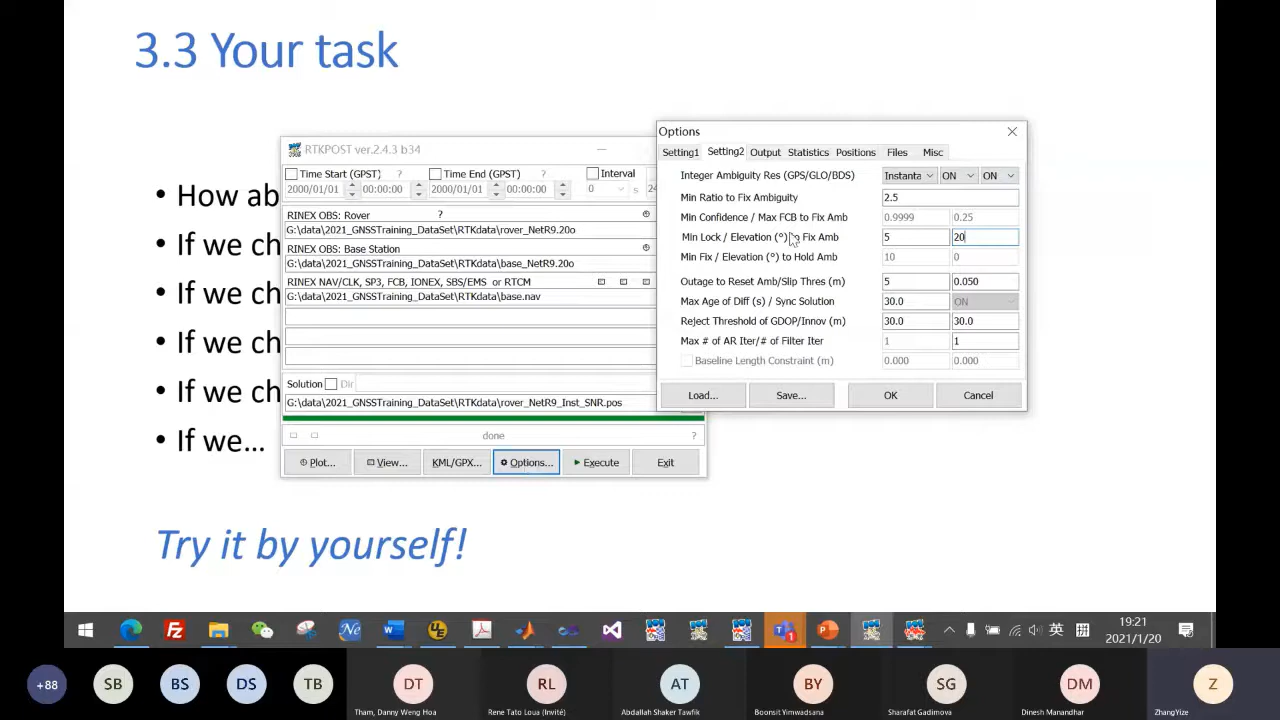 3.3 Your task
• How ab
• If we ch
• If we ch
• If we ch
• If we ch
• If we...
Try it by yourself!
RTKPOST ver.2.4.3 b34
Time Start (GPST) ? Time End (GPST) ? Interval
2000/01/01 00:00:00 2000/01/01 00:00:00 0 s 24
RINEX OBS: Rover ?
G:\data\2021_GNSSTraining_DataSet\RTKdata\rover_NetR9.20o
RINEX OBS: Base Station
G:\data\2021_GNSSTraining_DataSet\RTKdata\base_NetR9.20o
RINEX NAV/CLK, SP3, FCB, IONEX, SBS/EMS or RTCM
G:\data\2021_GNSSTraining_DataSet\RTKdata\base.nav
Solution Dir
G:\data\2021_GNSSTraining_DataSet\RTKdata\rover_NetR9_Inst_SNR.pos
done ?
Plot... View... KML/GPX... Options... Execute Exit
Options
Setting1 Setting2 Output Statistics Positions Files Misc
Integer Ambiguity Res (GPS/GLO/BDS) Instanta ON ON
Min Ratio to Fix Ambiguity 2.5
Min Confidence / Max FCB to Fix Amb 0.9999 0.25
Min Lock / Elevation (°) to Fix Amb 5 20
Min Fix / Elevation (°) to Hold Amb 10 0
Outage to Reset Amb/Slip Thres (m) 5 0.050
Max Age of Diff (s) / Sync Solution 30.0 ON
Reject Threshold of GDOP/Innov (m) 30.0 30.0
Max # of AR Iter/# of Filter Iter 1 1
Baseline Length Constraint (m) 0.000 0.000
Load... Save... OK Cancel
英 拼 19:21
2021/1/20
+88 SB BS DS TB DT RL AT BY SG DM Z
Tham, Danny Weng Hoa Rene Tato Loua (Invité) Abdallah Shaker Tawfik Boonsit Yimwadsana Sharafat Gadimova Dinesh Manandhar ZhangYize